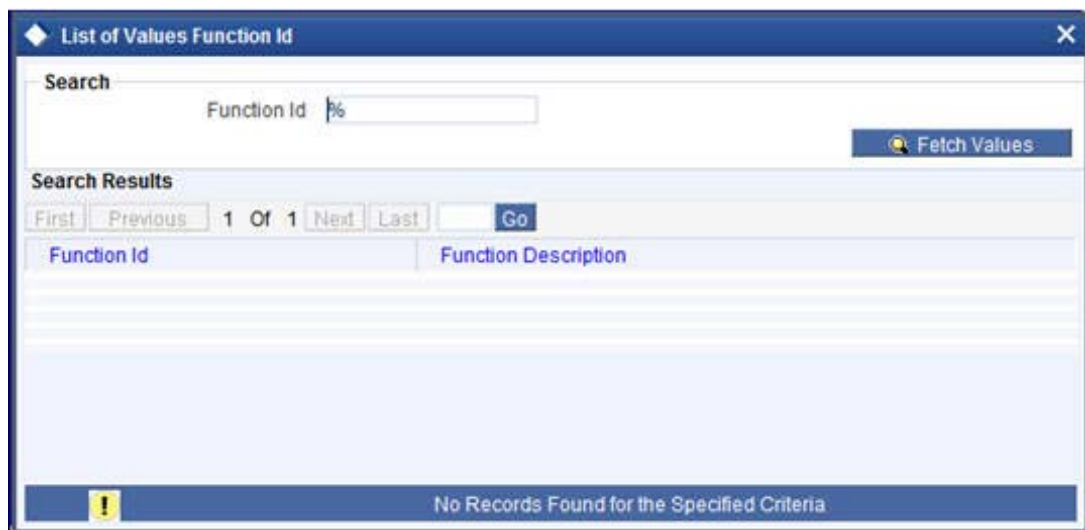 List of Values Function Id
Search
Function Id %
Fetch Values
Search Results
First Previous 1 Of 1 Next Last Go
Function Id Function Description
! No Records Found for the Specified Criteria